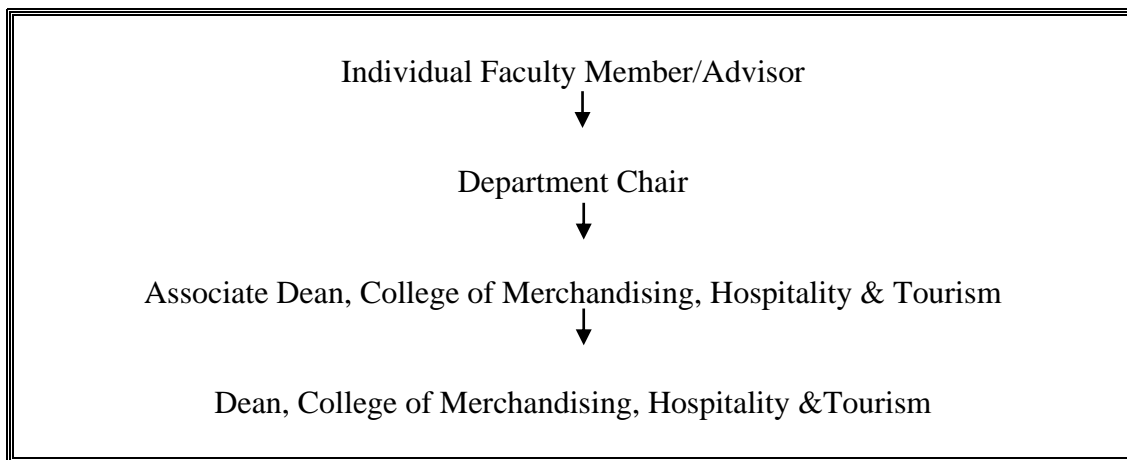 Individual Faculty Member/Advisor
Department Chair
Associate Dean, College of Merchandising, Hospitality & Tourism
Dean, College of Merchandising, Hospitality &Tourism